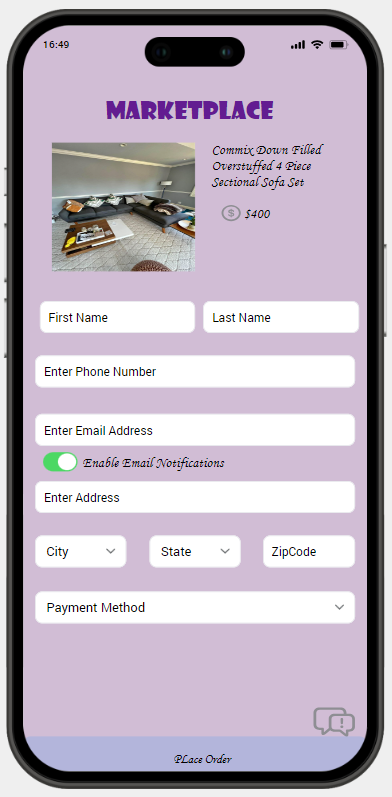 16:49
MARKETPLACE
Commix Down Filled
Overstuffed 4 Piece
Sectional Sofa Set
$ $400
First Name
Last Name
Enter Phone Number
Enter Email Address
Enable Email Notifications
Enter Address
City
State
ZipCode
Payment Method
!
PLace Order